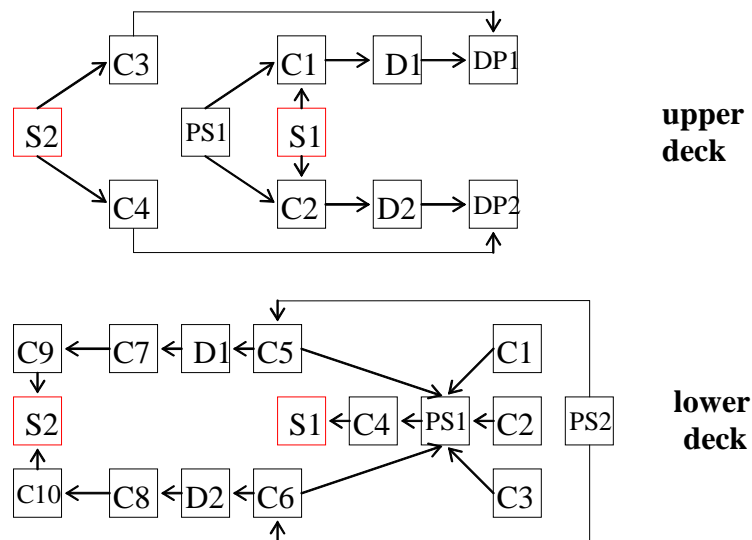 C3 C1 D1 DP1
S2 PS1 S1
upper
deck
C4 C2 D2 DP2
C9 C7 D1 C5 C1
S2 S1 C4 PS1 C2 PS2
lower
deck
C10 C8 D2 C6 C3